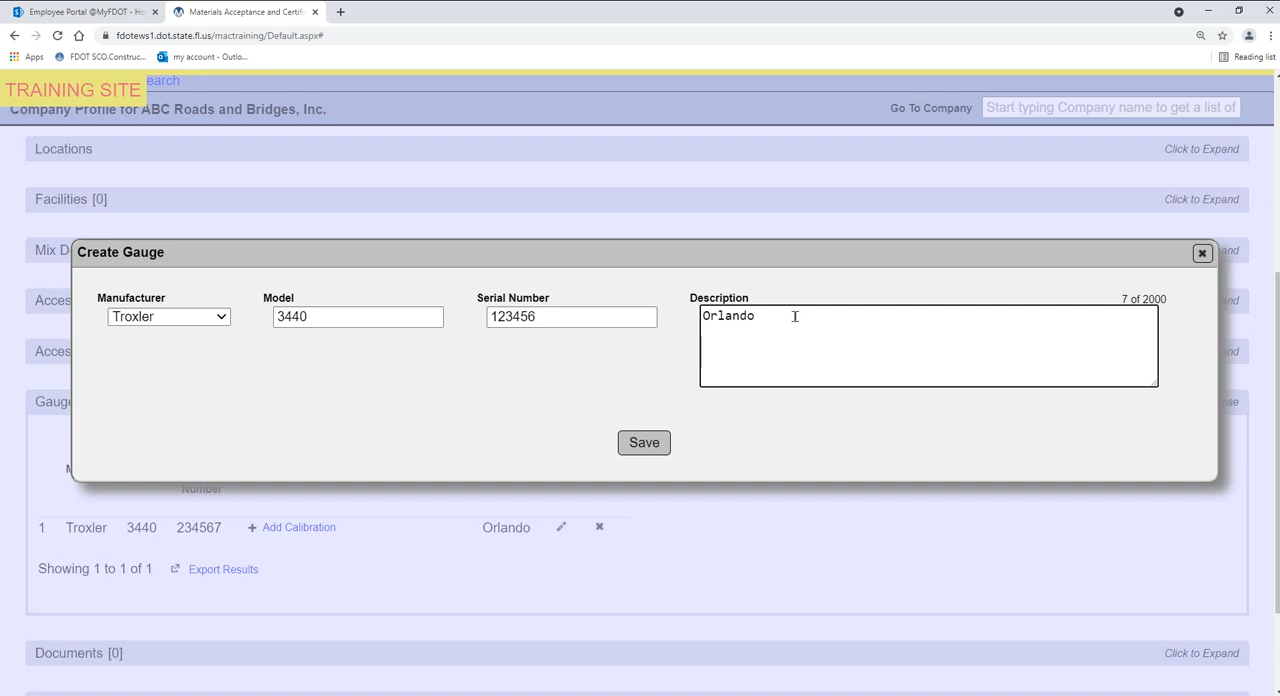 Employee Portal @MyFDOT - Ho
Materials Acceptance and Certifi
fdotews1.dot.state.fl.us/mactraining/Default.aspx#
Apps
FDOT SCO.Construc...
my account - Outlo...
Reading list
TRAINING SITE
earch
Company Profile for ABC Roads and Bridges, Inc.
Go To Company
Start typing Company name to get a list of
Locations
Click to Expand
Facilities [0]
Click to Expand
Mix D
and
Create Gauge
Manufacturer
Model
Serial Number
Description
7 of 2000
Troxler
3440
123456
Orlando
Acces
and
Acces
and
Gauge
ose
Save
M
Number
1 Troxler 3440 234567 + Add Calibration Orlando
Showing 1 to 1 of 1
Export Results
Documents [0]
Click to Expand